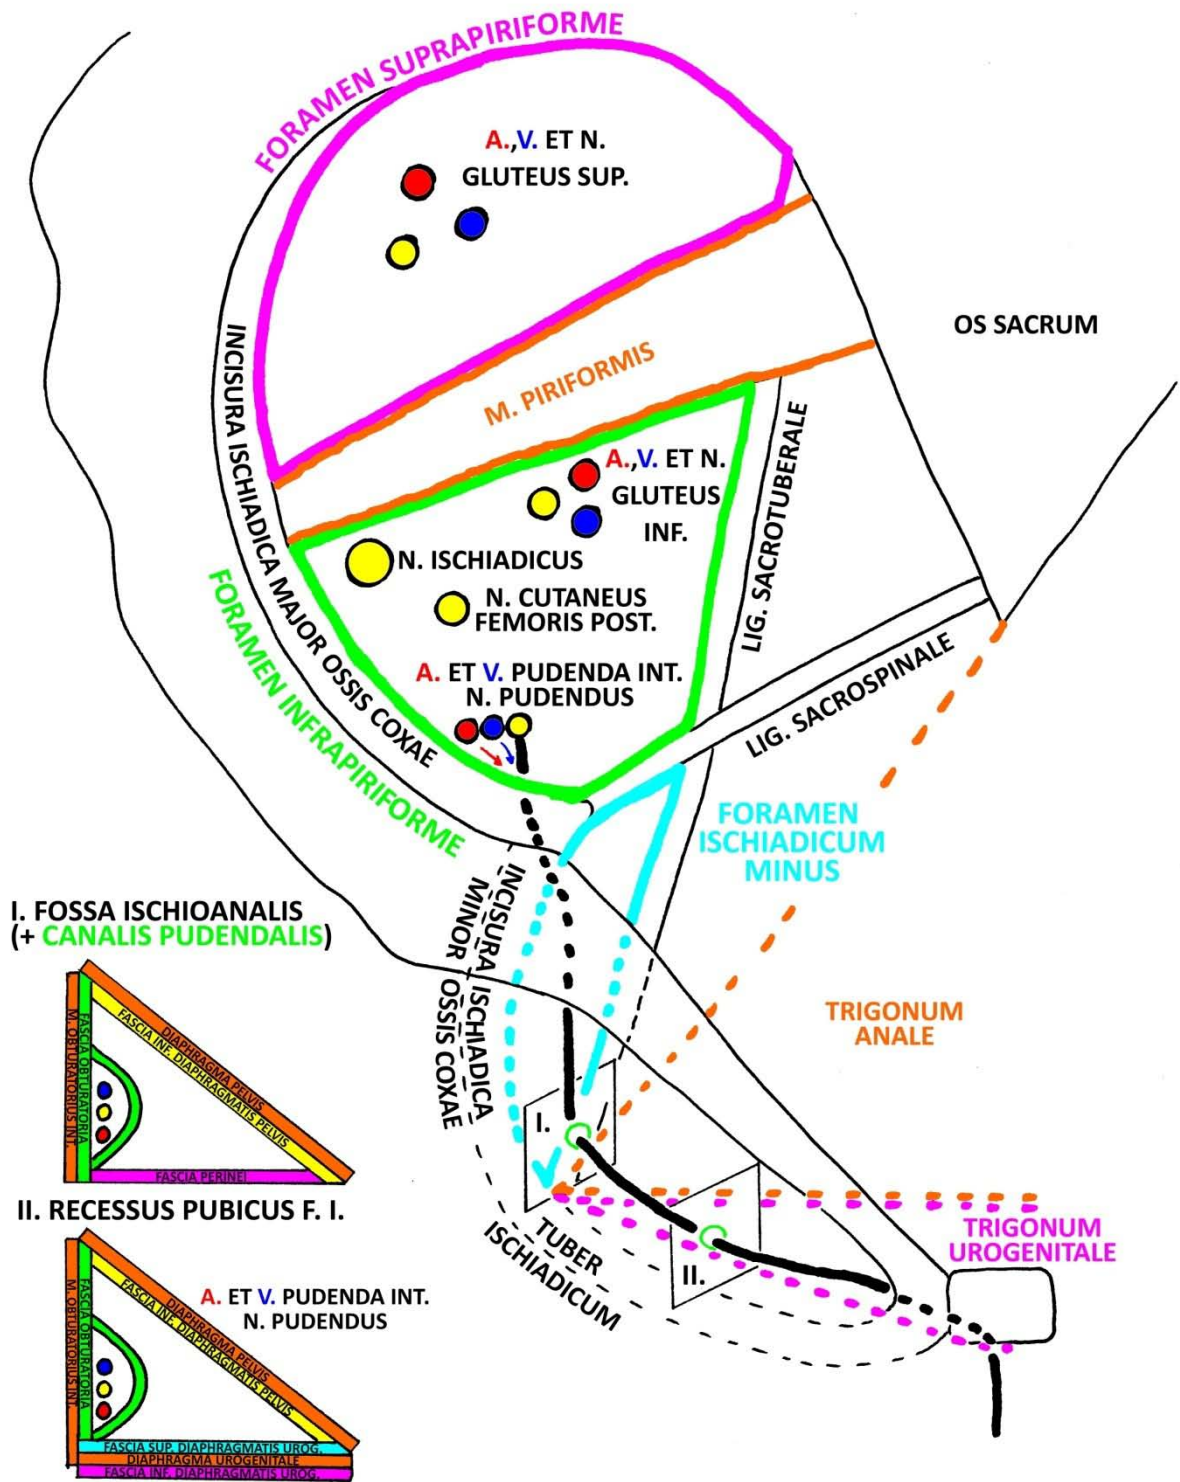 FORAMEN SUPRAPIRIFORME
A.,V. ET N.
GLUTEUS SUP.
OS SACRUM
INCISURA ISCHIADICA MAJOR OSSIS COXAE
M. PIRIFORMIS
A.,V. ET N.
GLUTEUS
INF.
LIG. SACROTUBERALE
N. ISCHIADICUS
N. CUTANEUS
FEMORIS POST.
FORAMEN INFRAPIRIFORME
A. ET V. PUDENDA INT.
N. PUDENDUS
LIG. SACROSPINALE
FORAMEN
ISCHIADICUM
MINUS
INCISURA ISCHIADICA
MINOR OSSIS COXAE
I. FOSSA ISCHIOANALIS
(+ CANALIS PUDENDALIS)
M. OBTURATORIUS INT.
FASCIA OBTURATORIA
DIAPHRAGMA PELVIS
FASCIA INF. DIAPHRAGMATIS PELVIS
FASCIA PERINEI
TRIGONUM
ANALE
I.
II.
TUBER
ISCHIADICUM
TRIGONUM
UROGENITALE
II. RECESSUS PUBICUS F. I.
A. ET V. PUDENDA INT.
N. PUDENDUS
M. OBTURATORIUS INT.
FASCIA OBTURATORIA
DIAPHRAGMA PELVIS
FASCIA INF. DIAPHRAGMATIS PELVIS
FASCIA SUP. DIAPHRAGMATIS UROG.
DIAPHRAGMA UROGENITALE
FASCIA INF. DIAPHRAGMATIS UROG.